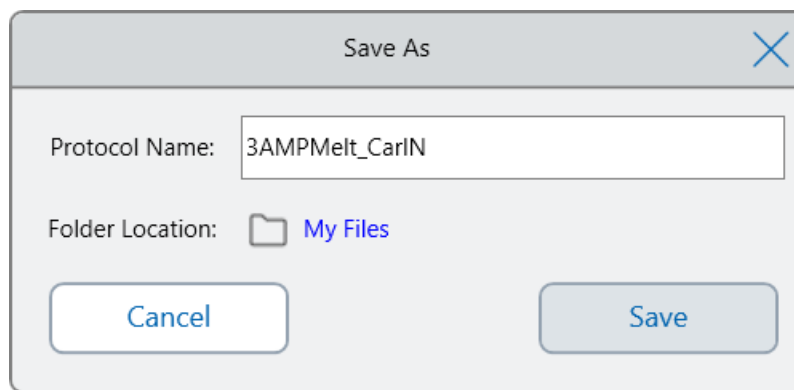 Save As
Protocol Name: 3AMPMelt_CarIN
Folder Location: My Files
Cancel Save